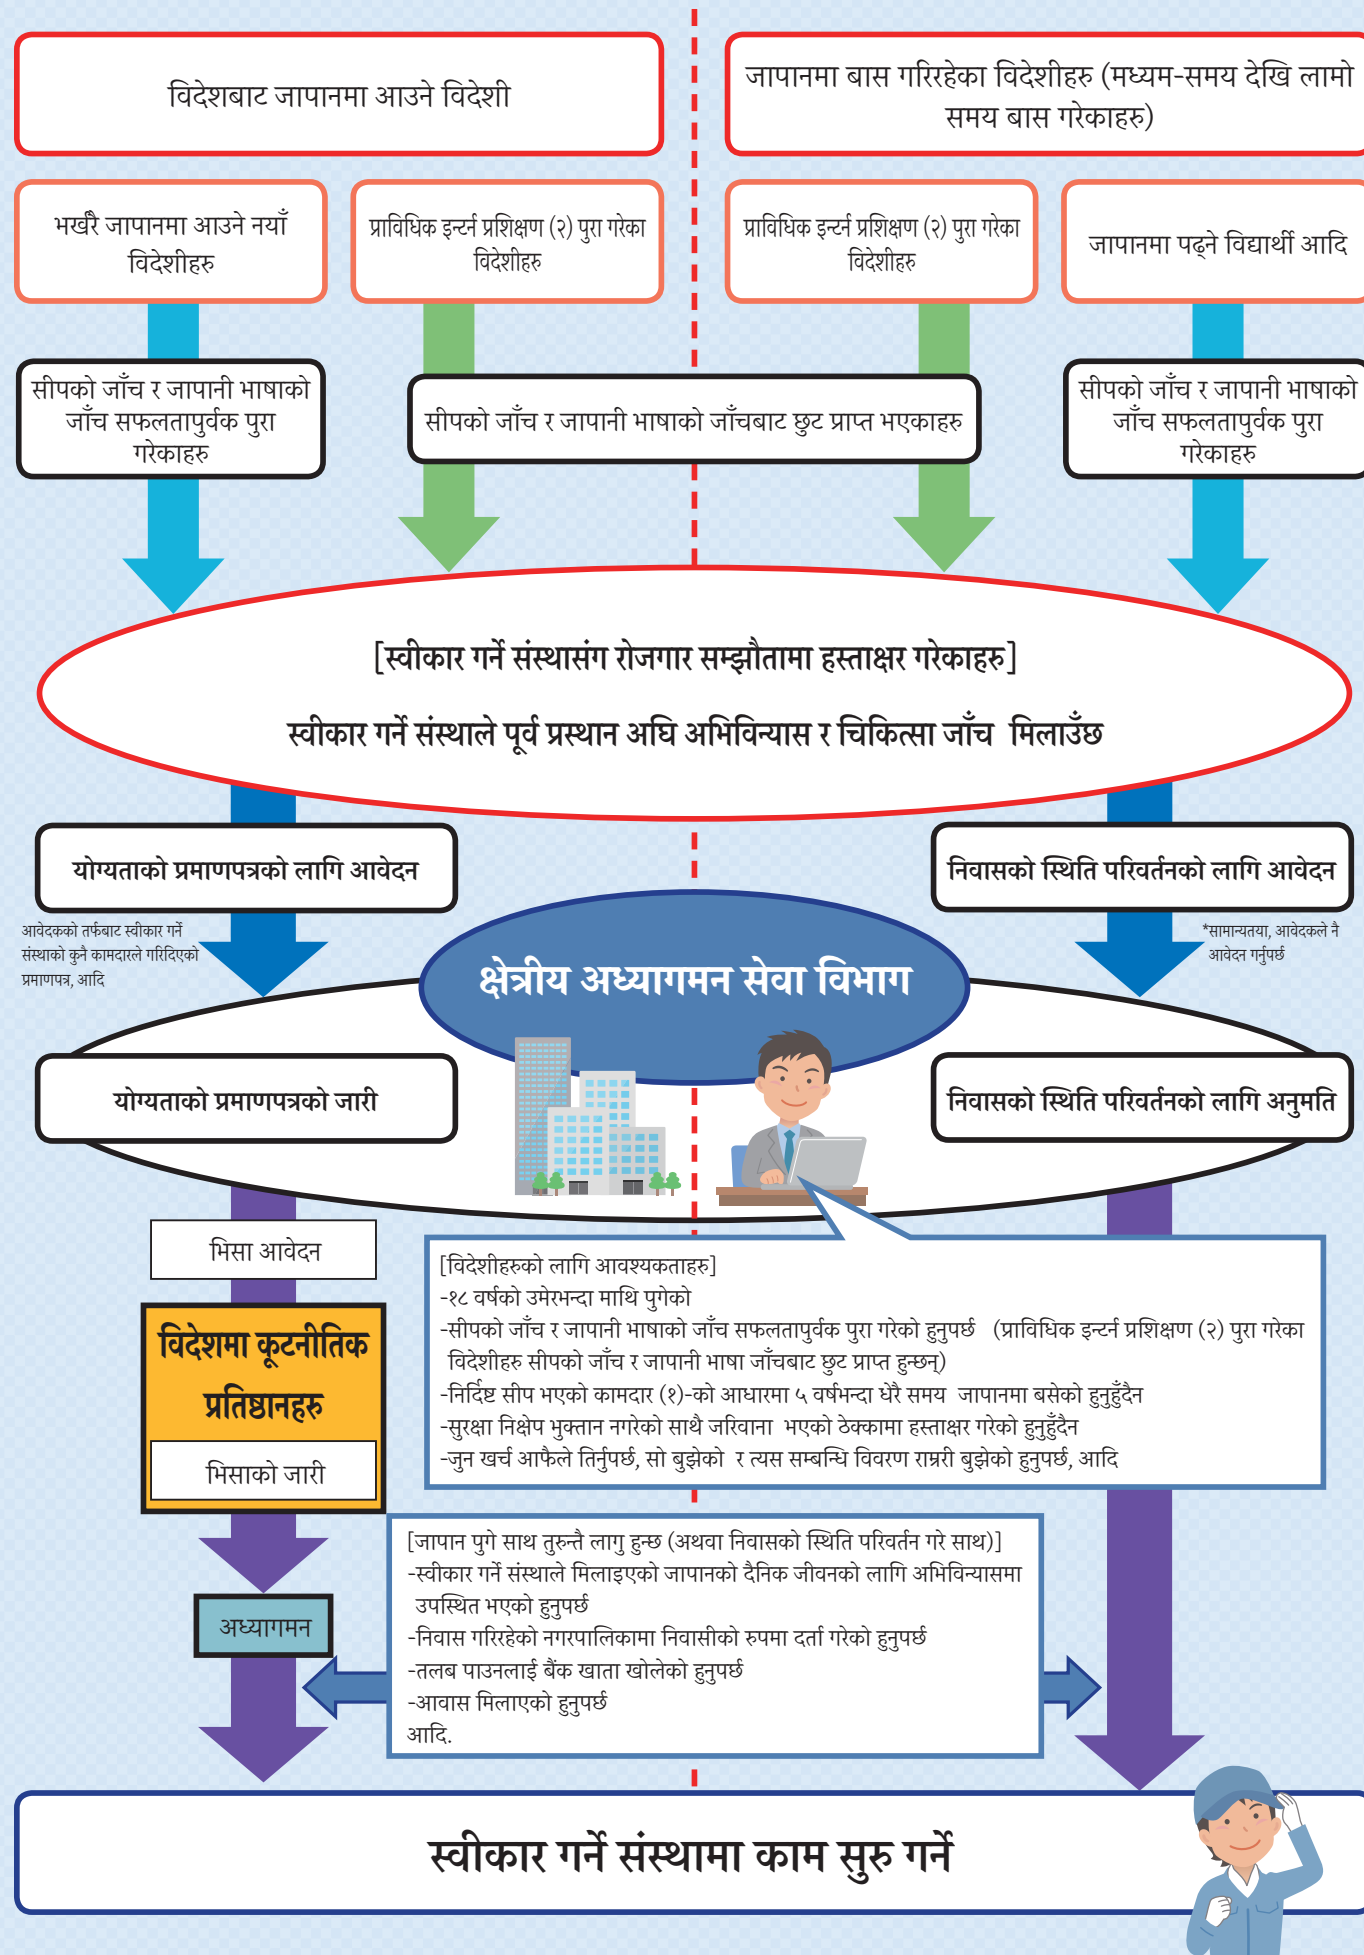 विदेशबाट जापानमा आउने विदेशी
जापानमा बास गरिरहेका विदेशीहरु (मध्यम-समय देखि लामो
समय बास गरेकाहरु)
भर्खरै जापानमा आउने नयाँ
विदेशीहरु
प्राविधिक इन्टर्न प्रशिक्षण (२) पुरा गरेका
विदेशीहरु
प्राविधिक इन्टर्न प्रशिक्षण (२) पुरा गरेका
विदेशीहरु
जापानमा पढ्ने विद्यार्थी आदि
सीपको जाँच र जापानी भाषाको
जाँच सफलतापुर्वक पुरा
गरेकाहरु
सीपको जाँच र जापानी भाषाको जाँचबाट छुट प्राप्त भएकाहरु
सीपको जाँच र जापानी भाषाको
जाँच सफलतापुर्वक पुरा
गरेकाहरु
[स्वीकार गर्ने संस्थासंग रोजगार सम्झौतामा हस्ताक्षर गरेकाहरु]
स्वीकार गर्ने संस्थाले पूर्व प्रस्थान अघि अभिविन्यास र चिकित्सा जाँच  मिलाउँछ
योग्यताको प्रमाणपत्रको लागि आवेदन
निवासको स्थिति परिवर्तनको लागि आवेदन
आवेदकको तर्फबाट स्वीकार गर्ने
संस्थाको कुनै कामदारले गरिदिएको
प्रमाणपत्र, आदि
*सामान्यतया, आवेदकले नै
आवेदन गर्नुपर्छ
क्षेत्रीय अध्यागमन सेवा विभाग
योग्यताको प्रमाणपत्रको जारी
निवासको स्थिति परिवर्तनको लागि अनुमति
भिसा आवेदन
विदेशमा कूटनीतिक
प्रतिष्ठानहरु
भिसाको जारी
[विदेशीहरुको लागि आवश्यकताहरु]
-१८ वर्षको उमेरभन्दा माथि पुगेको
-सीपको जाँच र जापानी भाषाको जाँच सफलतापुर्वक पुरा गरेको हुनुपर्छ   (प्राविधिक इन्टर्न प्रशिक्षण (२) पुरा गरेका
विदेशीहरु सीपको जाँच र जापानी भाषा जाँचबाट छुट प्राप्त हुन्छन्)
-निर्दिष्ट सीप भएको कामदार (१)-को आधारमा ५ वर्षभन्दा धेरै समय  जापानमा बसेको हुनुहुँदैन
-सुरक्षा निक्षेप भुक्तान नगरेको साथै जरिवाना  भएको ठेक्कामा हस्ताक्षर गरेको हुनुहुँदैन
-जुन खर्च आफैले तिर्नुपर्छ, सो बुझेको  र त्यस सम्बन्धि विवरण राम्ररी बुझेको हुनुपर्छ, आदि
[जापान पुगे साथ तुरुन्तै लागु हुन्छ (अथवा निवासको स्थिति परिवर्तन गरे साथ)]
-स्वीकार गर्ने संस्थाले मिलाइएको जापानको दैनिक जीवनको लागि अभिविन्यासमा
उपस्थित भएको हुनुपर्छ
-निवास गरिरहेको नगरपालिकामा निवासीको रुपमा दर्ता गरेको हुनुपर्छ
-तलब पाउनलाई बैंक खाता खोलेको हुनुपर्छ
-आवास मिलाएको हुनुपर्छ
आदि.
अध्यागमन
स्वीकार गर्ने संस्थामा काम सुरु गर्ने